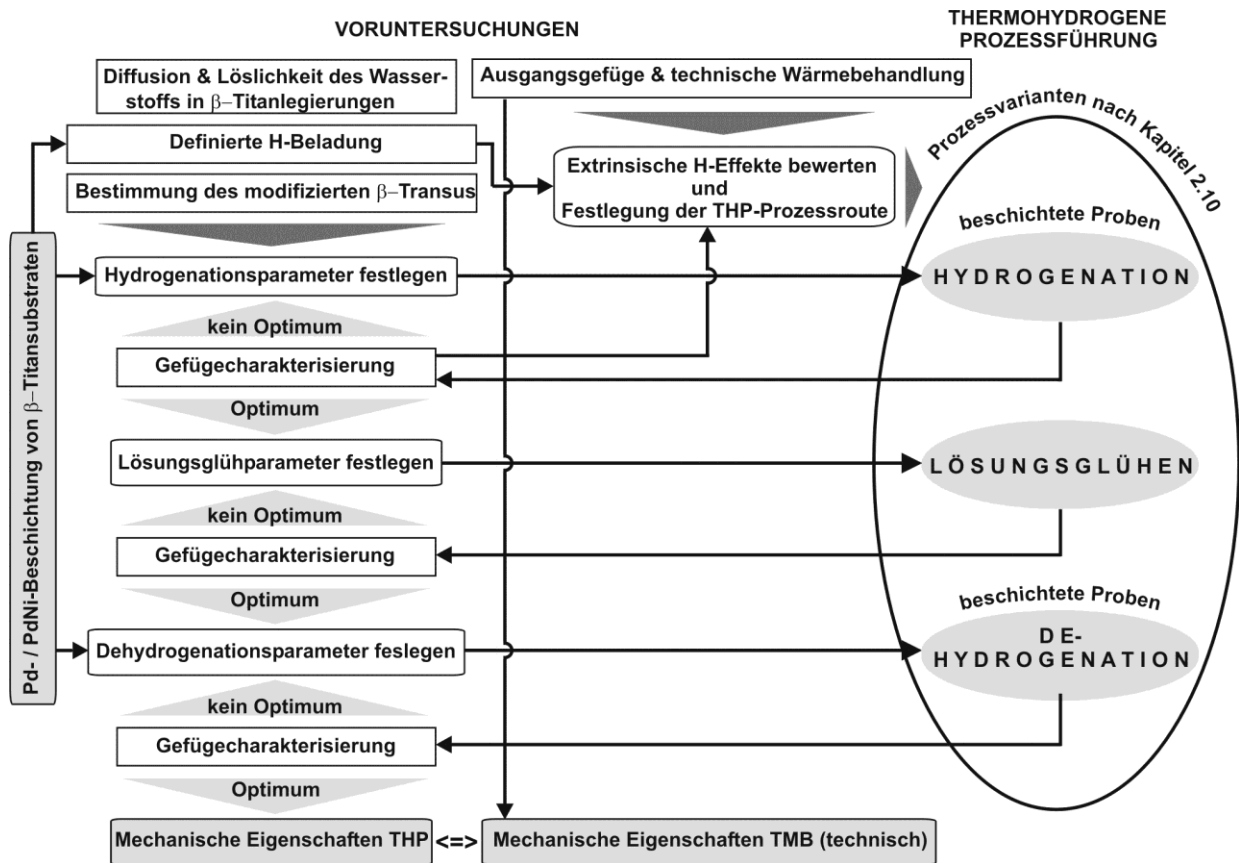 VORUNTERSUCHUNGEN
THERMOHYDROGENE
PROZESSFÜHRUNG
Diffusion & Löslichkeit des Wasser-
stoffs in β–Titanlegierungen
Ausgangsgefüge & technische Wärmebehandlung
Prozessvarianten nach Kapitel 2.10
Definierte H-Beladung
Extrinsische H-Effekte bewerten
und
Festlegung der THP-Prozessroute
Bestimmung des modifizierten β–Transus
Pd- / PdNi-Beschichtung von β–Titansubstraten
beschichtete Proben
Hydrogenationsparameter festlegen
HYDROGENATION
kein Optimum
Gefügecharakterisierung
Optimum
Lösungsglühparameter festlegen
LÖSUNGSGLÜHEN
kein Optimum
Gefügecharakterisierung
Optimum
beschichtete Proben
Dehydrogenationsparameter feslegen
DE-
HYDROGENATION
kein Optimum
Gefügecharakterisierung
Optimum
Mechanische Eigenschaften THP <=> Mechanische Eigenschaften TMB (technisch)